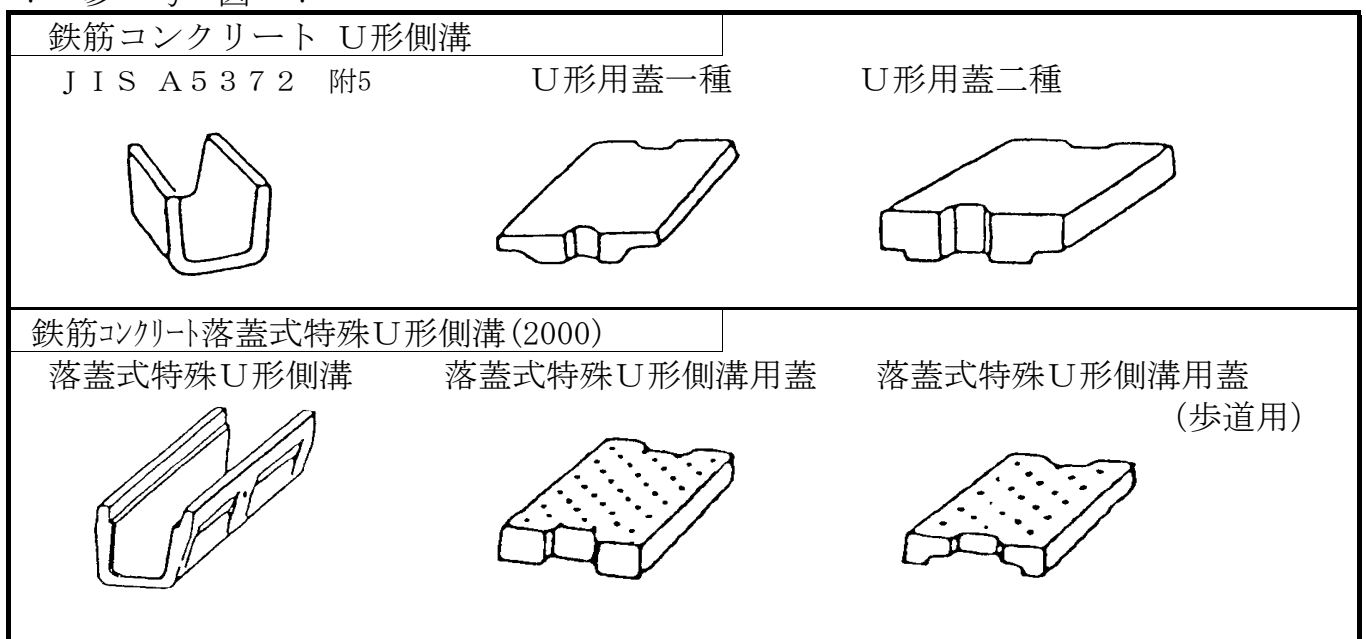 鉄筋コンクリート U形側溝
JIS A5372 附5
U形用蓋一種
U形用蓋二種
鉄筋ｺﾝｸﾘｰﾄ落蓋式特殊U形側溝(2000)
落蓋式特殊U形側溝
落蓋式特殊U形側溝用蓋
落蓋式特殊U形側溝用蓋
(歩道用)